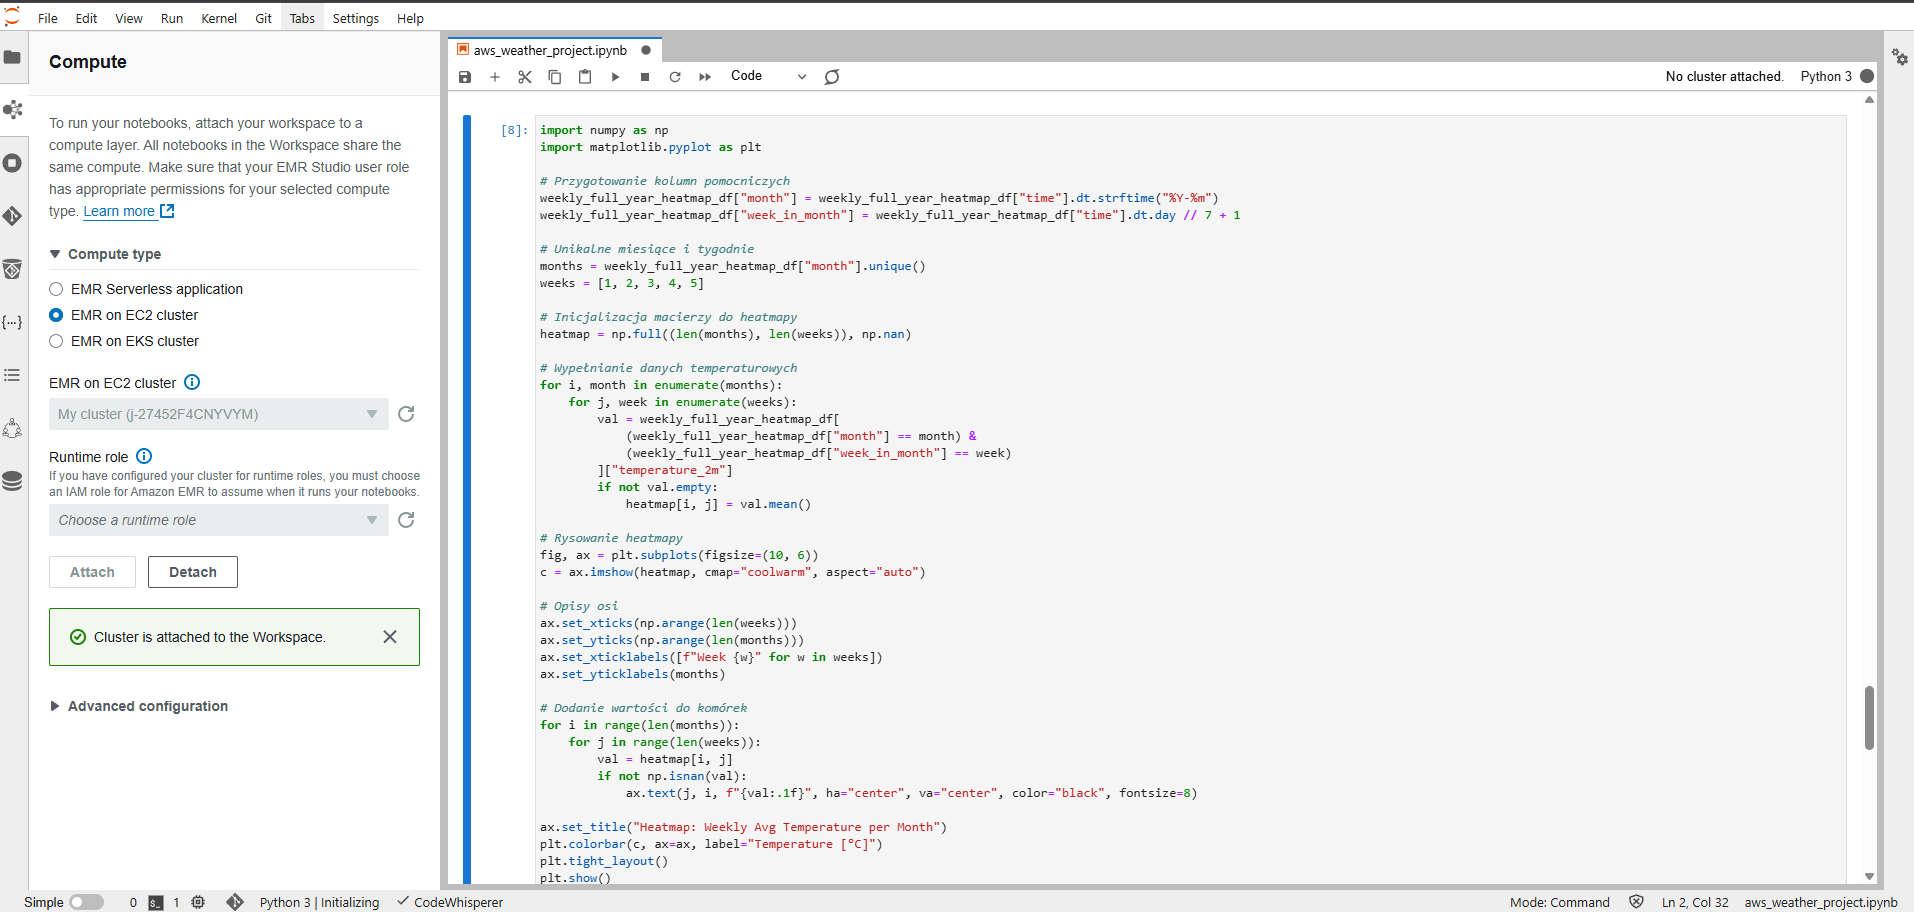 File Edit View Run Kernel Git Tabs Settings Help
Compute
To run your notebooks, attach your workspace to a
compute layer. All notebooks in the Workspace share the
same compute. Make sure that your EMR Studio user role
has appropriate permissions for your selected compute
type. Learn more
Compute type
EMR Serverless application
EMR on EC2 cluster
EMR on EKS cluster
EMR on EC2 cluster
My cluster (j-27452F4CNYVYM)
Runtime role
If you have configured your cluster for runtime roles, you must choose
an IAM role for Amazon EMR to assume when it runs your notebooks.
Choose a runtime role
Attach Detach
Cluster is attached to the Workspace.
Advanced configuration
aws_weather_project.ipynb
Code
No cluster attached. Python 3
[8]:
import numpy as np
import matplotlib.pyplot as plt
# Przygotowanie kolumn pomocniczych
weekly_full_year_heatmap_df["month"] = weekly_full_year_heatmap_df["time"].dt.strftime("%Y-%m")
weekly_full_year_heatmap_df["week_in_month"] = weekly_full_year_heatmap_df["time"].dt.day // 7 + 1
# Unikalne miesiące i tygodnie
months = weekly_full_year_heatmap_df["month"].unique()
weeks = [1, 2, 3, 4, 5]
# Inicjalizacja macierzy do heatmapy
heatmap = np.full((len(months), len(weeks)), np.nan)
# Wypełnianie danych temperaturowych
for i, month in enumerate(months):
    for j, week in enumerate(weeks):
        val = weekly_full_year_heatmap_df[
            (weekly_full_year_heatmap_df["month"] == month) &
            (weekly_full_year_heatmap_df["week_in_month"] == week)
        ]["temperature_2m"]
        if not val.empty:
            heatmap[i, j] = val.mean()
# Rysowanie heatmapy
fig, ax = plt.subplots(figsize=(10, 6))
c = ax.imshow(heatmap, cmap="coolwarm", aspect="auto")
# Opisy osi
ax.set_xticks(np.arange(len(weeks)))
ax.set_yticks(np.arange(len(months)))
ax.set_xticklabels([f"Week {w}" for w in weeks])
ax.set_yticklabels(months)
# Dodanie wartości do komórek
for i in range(len(months)):
    for j in range(len(weeks)):
        val = heatmap[i, j]
        if not np.isnan(val):
            ax.text(j, i, f"{val:.1f}", ha="center", va="center", color="black", fontsize=8)
ax.set_title("Heatmap: Weekly Avg Temperature per Month")
plt.colorbar(c, ax=ax, label="Temperature [°C]")
plt.tight_layout()
plt.show()
Simple 0 1 Python 3 | Initializing CodeWhisperer Mode: Command Ln 2, Col 32 aws_weather_project.ipynb